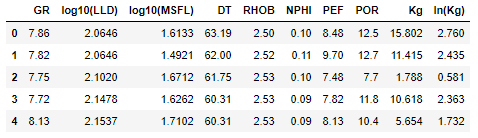 GR log10(LLD) log10(MSFL) DT RHOB NPHI PEF POR Kg ln(Kg)
0 7.86 2.0646 1.6133 63.19 2.50 0.10 8.48 12.5 15.802 2.760
1 7.82 2.0646 1.4921 62.00 2.52 0.11 9.70 12.7 11.415 2.435
2 7.75 2.1020 1.6712 61.75 2.53 0.10 7.48 7.7 1.788 0.581
3 7.72 2.1478 1.6262 60.31 2.53 0.09 7.82 11.8 10.618 2.363
4 8.13 2.1537 1.7102 60.31 2.53 0.09 8.13 10.4 5.654 1.732